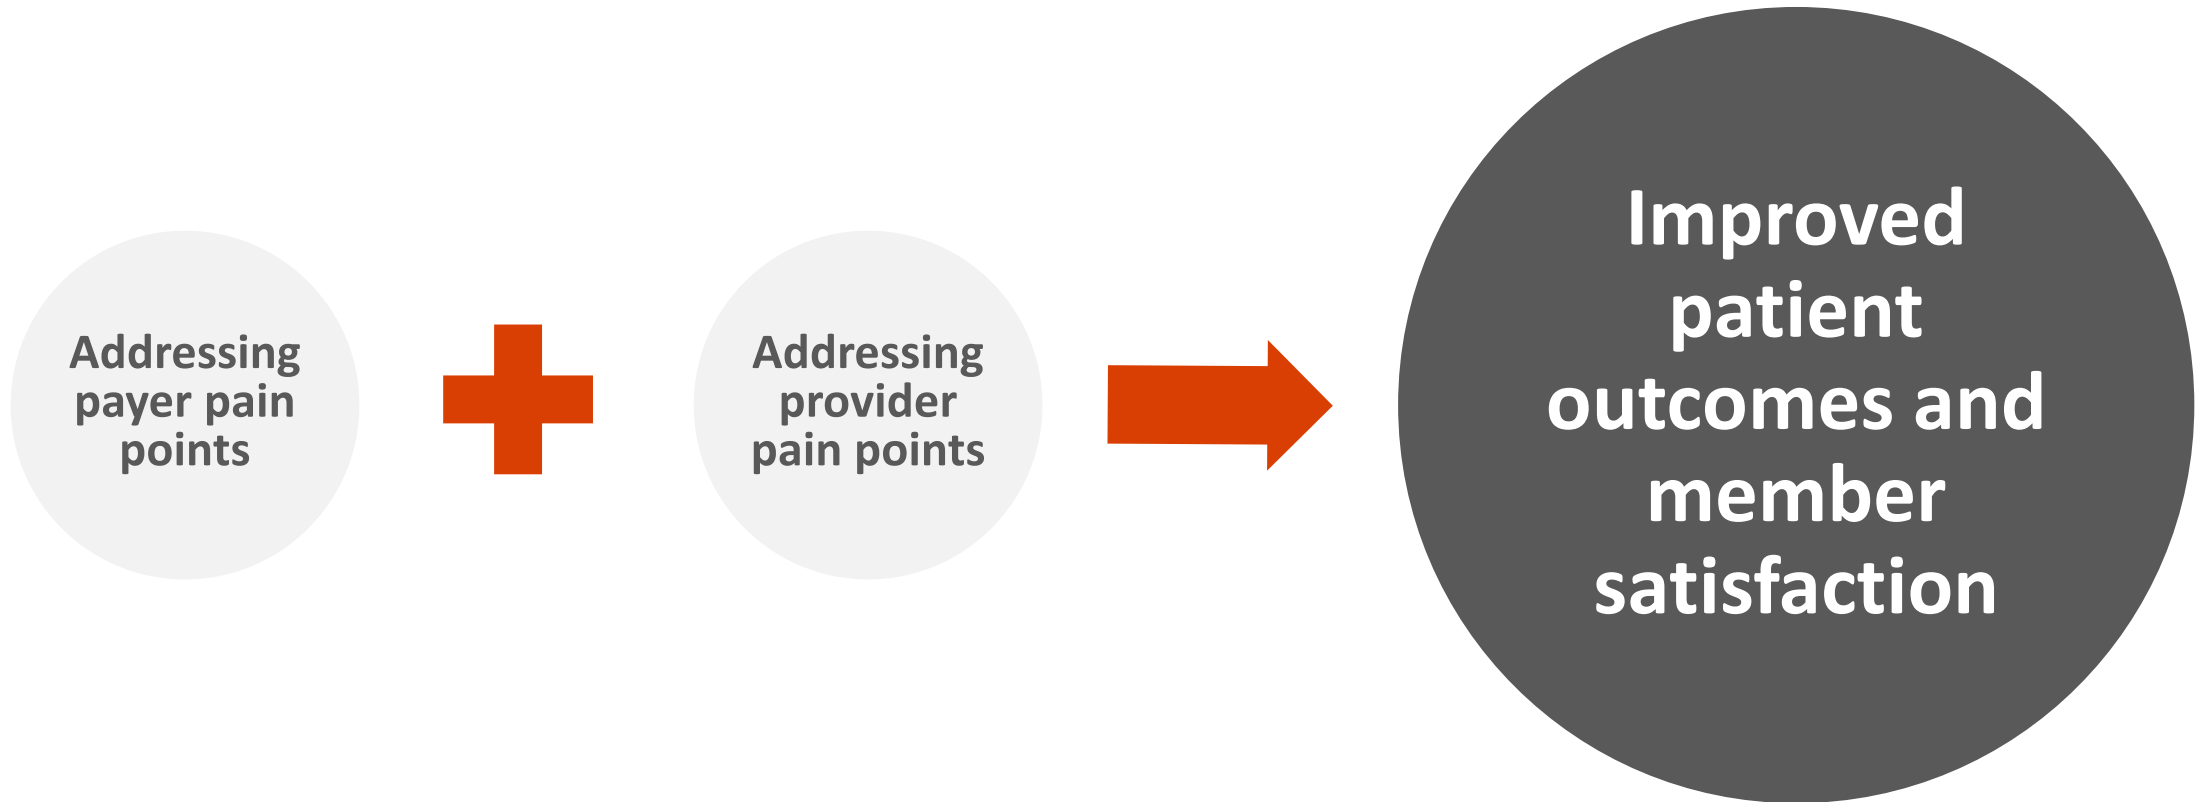 Addressing
payer pain
points
Addressing
provider
pain points
Improved
patient
outcomes and
member
satisfaction